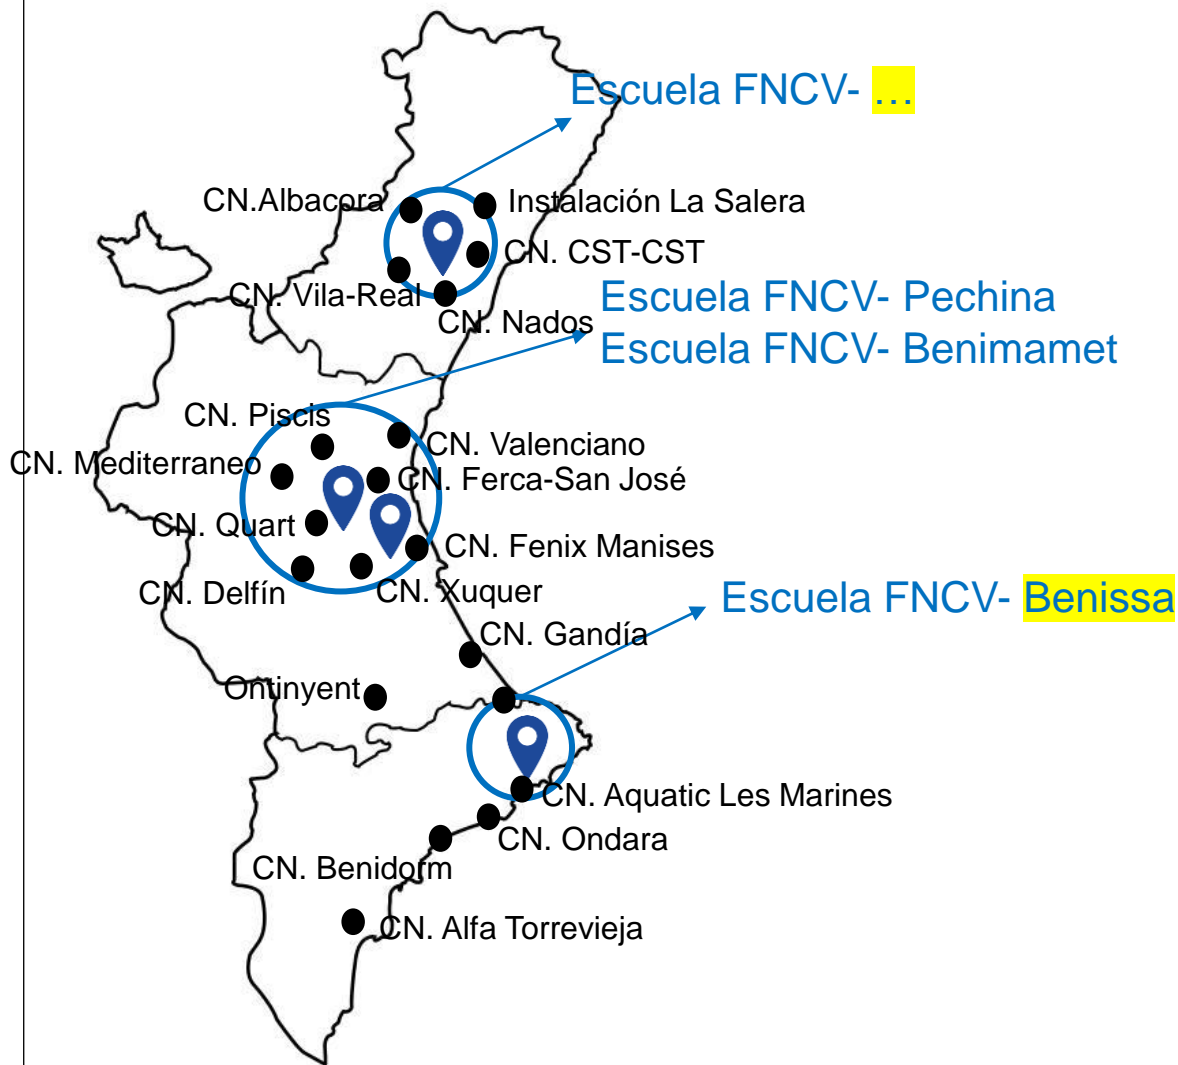 Escuela FNCV- ...
CN.Albacora
Instalación La Salera
CN. CST-CST
CN. Vila-Real
CN. Nados
Escuela FNCV- Pechina
Escuela FNCV- Benimamet
CN. Piscis
CN. Valenciano
CN. Mediterraneo
CN. Ferca-San José
CN. Quart
CN. Fenix Manises
CN. Delfín
CN. Xuquer
Escuela FNCV- Benissa
CN. Gandía
Ontinyent
CN. Aquatic Les Marines
CN. Ondara
CN. Benidorm
CN. Alfa Torrevieja